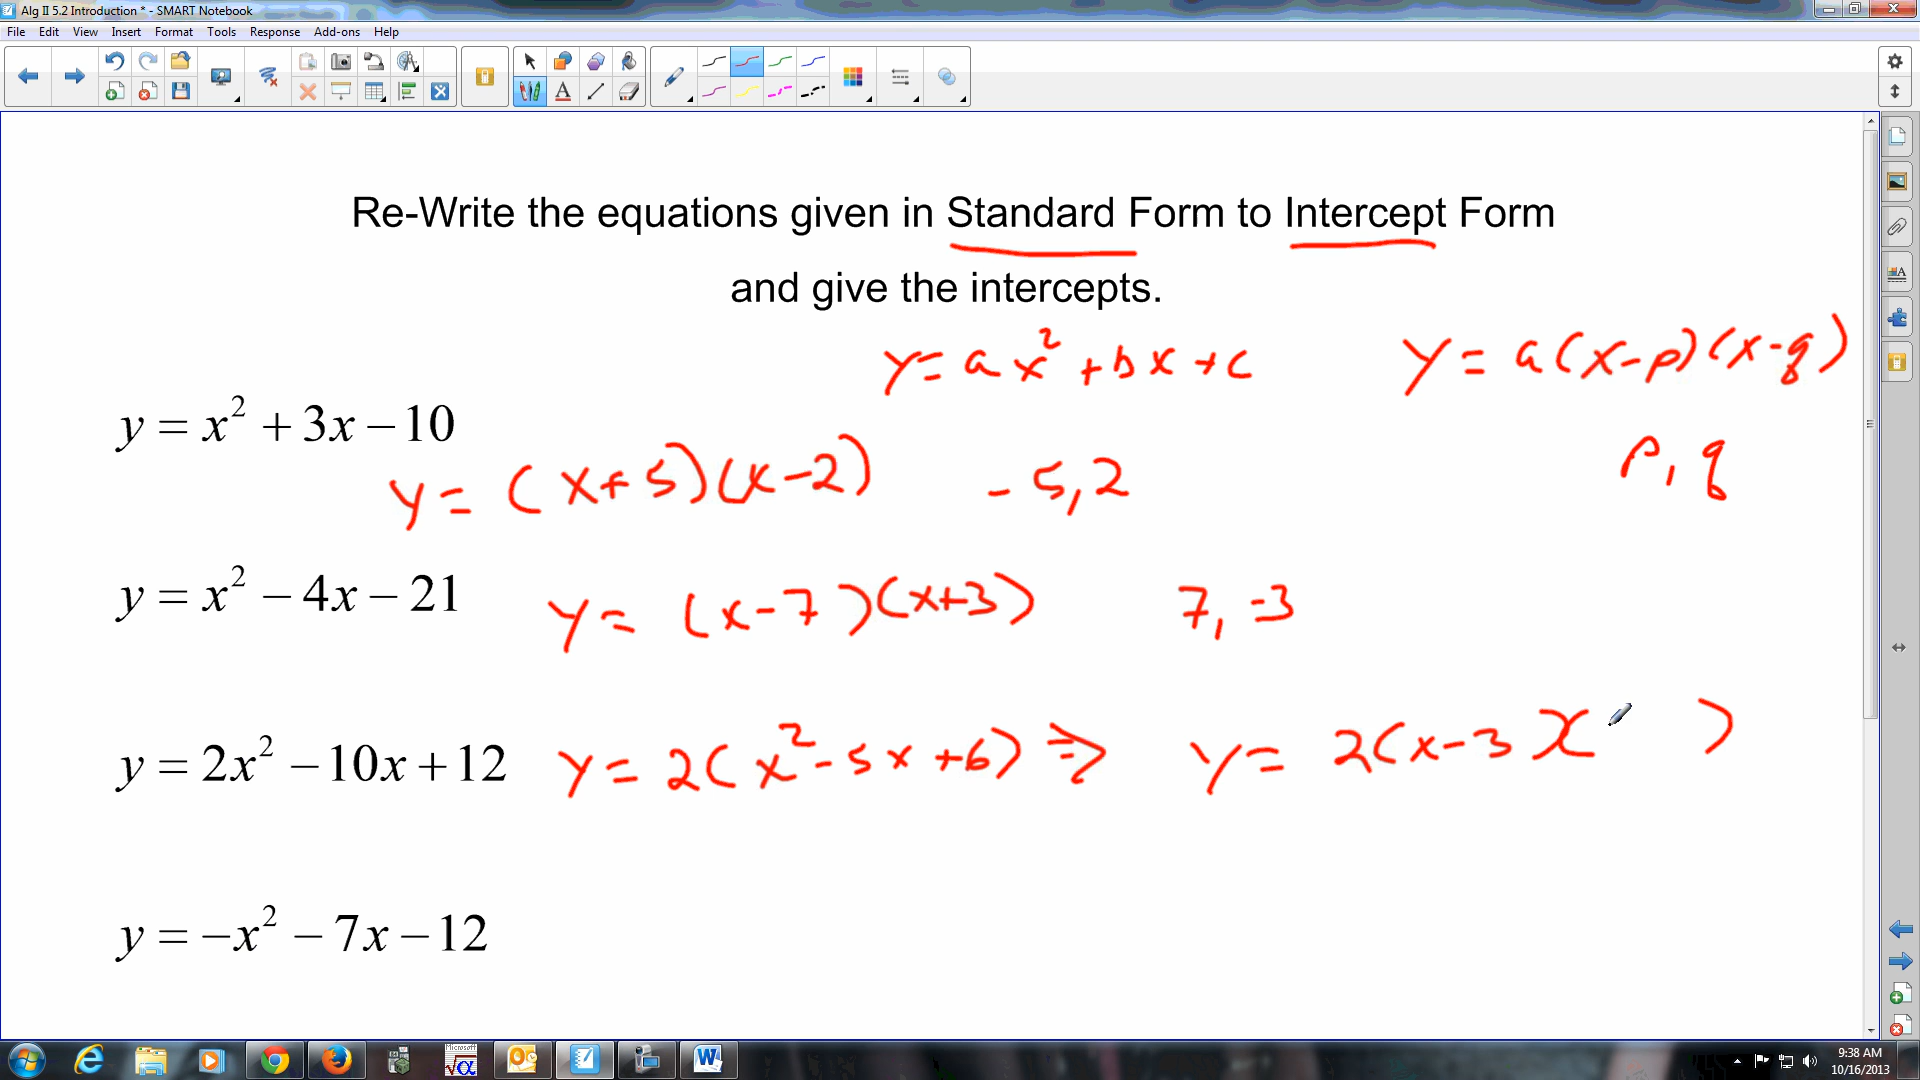 Alg II 5.2 Introduction * - SMART Notebook
File Edit View Insert Format Tools Response Add-ons Help
Re-Write the equations given in Standard Form to Intercept Form
and give the intercepts.
y = ax² + bx + c y = a(x-p)(x-q)
y = x² + 3x − 10
y = (x+5)(x-2) -5,2 p, q
y = x² − 4x − 21 y = (x-7)(x+3) 7, -3
y = 2x² − 10x + 12 y = 2(x² - 5x + 6) ⇒ y = 2(x-3 x )
y = −x² − 7x − 12
Microsoft
√α
9:38 AM
10/16/2013